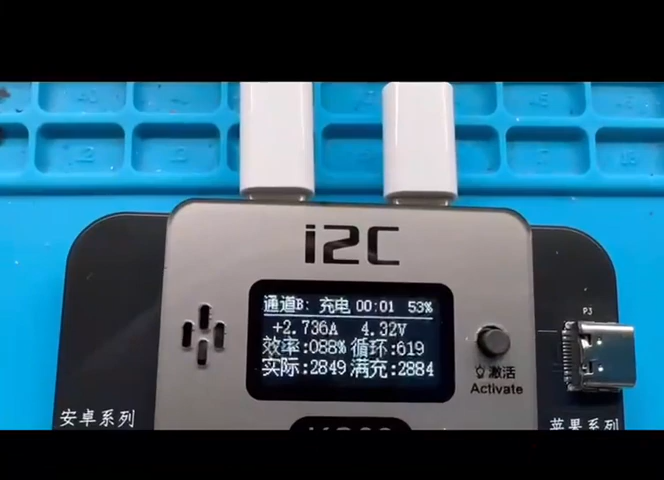 i2C
通道B: 充电 00:01 53%
+2.736A 4.32V
效率:088% 循环:619
实际:2849 满充:2884
激活
Activate
P3
安卓系列
苹果系列